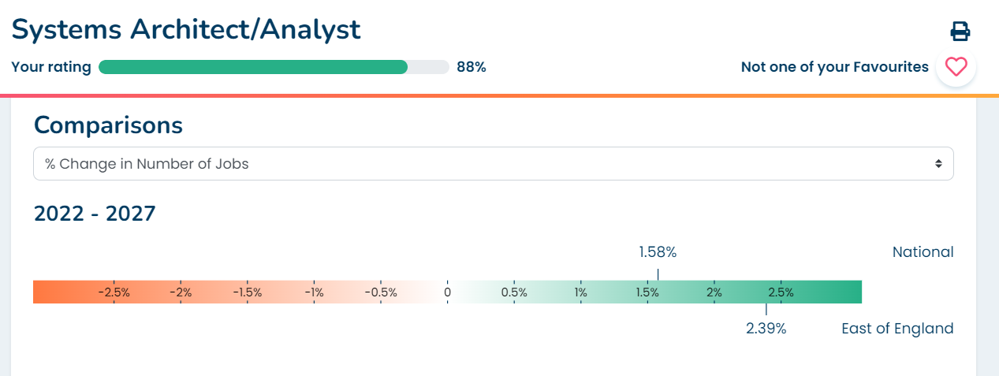 Systems Architect/Analyst
Your rating 88% Not one of your Favourites
Comparisons
% Change in Number of Jobs
2022 - 2027
1.58% National
-2.5% -2% -1.5% -1% -0.5% 0 0.5% 1% 1.5% 2% 2.5%
2.39% East of England